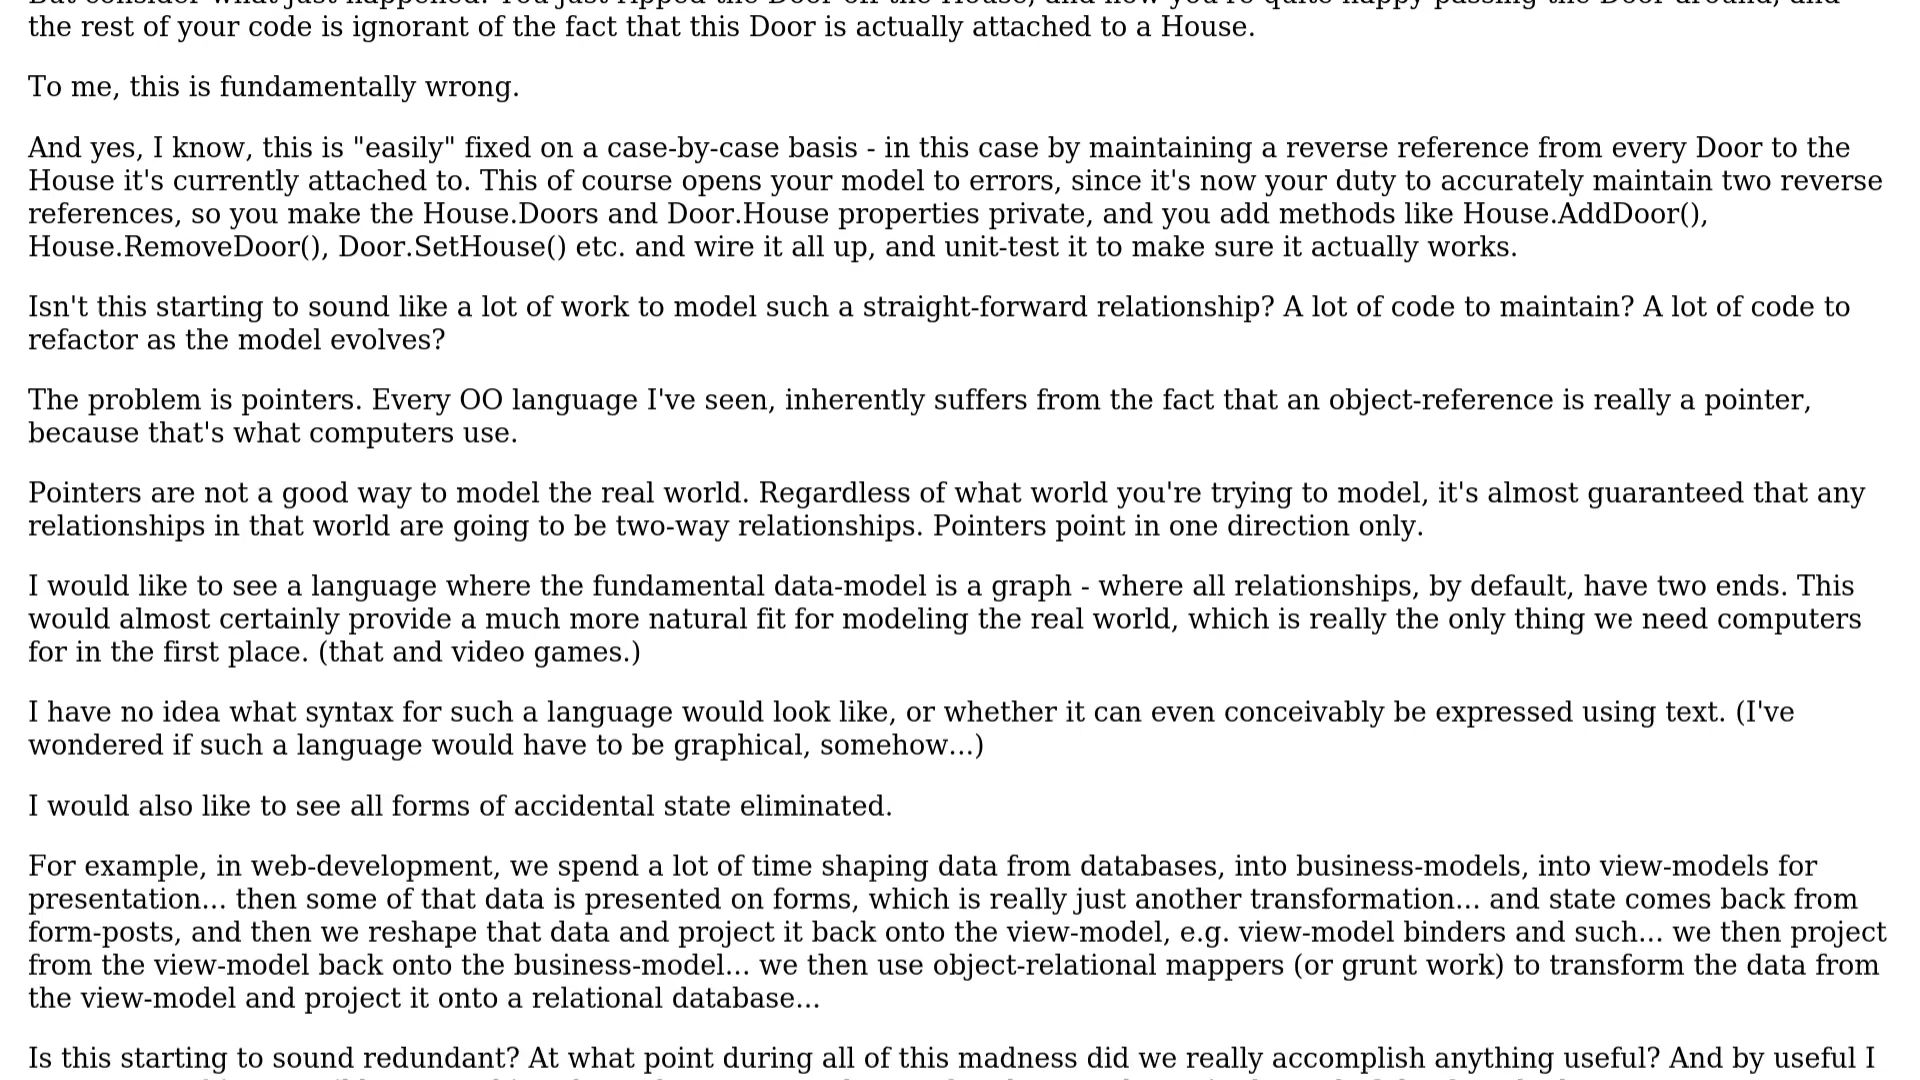 the rest of your code is ignorant of the fact that this Door is actually attached to a House.
To me, this is fundamentally wrong.
And yes, I know, this is "easily" fixed on a case-by-case basis - in this case by maintaining a reverse reference from every Door to the
House it's currently attached to. This of course opens your model to errors, since it's now your duty to accurately maintain two reverse
references, so you make the House.Doors and Door.House properties private, and you add methods like House.AddDoor(),
House.RemoveDoor(), Door.SetHouse() etc. and wire it all up, and unit-test it to make sure it actually works.
Isn't this starting to sound like a lot of work to model such a straight-forward relationship? A lot of code to maintain? A lot of code to
refactor as the model evolves?
The problem is pointers. Every OO language I've seen, inherently suffers from the fact that an object-reference is really a pointer,
because that's what computers use.
Pointers are not a good way to model the real world. Regardless of what world you're trying to model, it's almost guaranteed that any
relationships in that world are going to be two-way relationships. Pointers point in one direction only.
I would like to see a language where the fundamental data-model is a graph - where all relationships, by default, have two ends. This
would almost certainly provide a much more natural fit for modeling the real world, which is really the only thing we need computers
for in the first place. (that and video games.)
I have no idea what syntax for such a language would look like, or whether it can even conceivably be expressed using text. (I've
wondered if such a language would have to be graphical, somehow...)
I would also like to see all forms of accidental state eliminated.
For example, in web-development, we spend a lot of time shaping data from databases, into business-models, into view-models for
presentation... then some of that data is presented on forms, which is really just another transformation... and state comes back from
form-posts, and then we reshape that data and project it back onto the view-model, e.g. view-model binders and such... we then project
from the view-model back onto the business-model... we then use object-relational mappers (or grunt work) to transform the data from
the view-model and project it onto a relational database...
Is this starting to sound redundant? At what point during all of this madness did we really accomplish anything useful? And by useful I